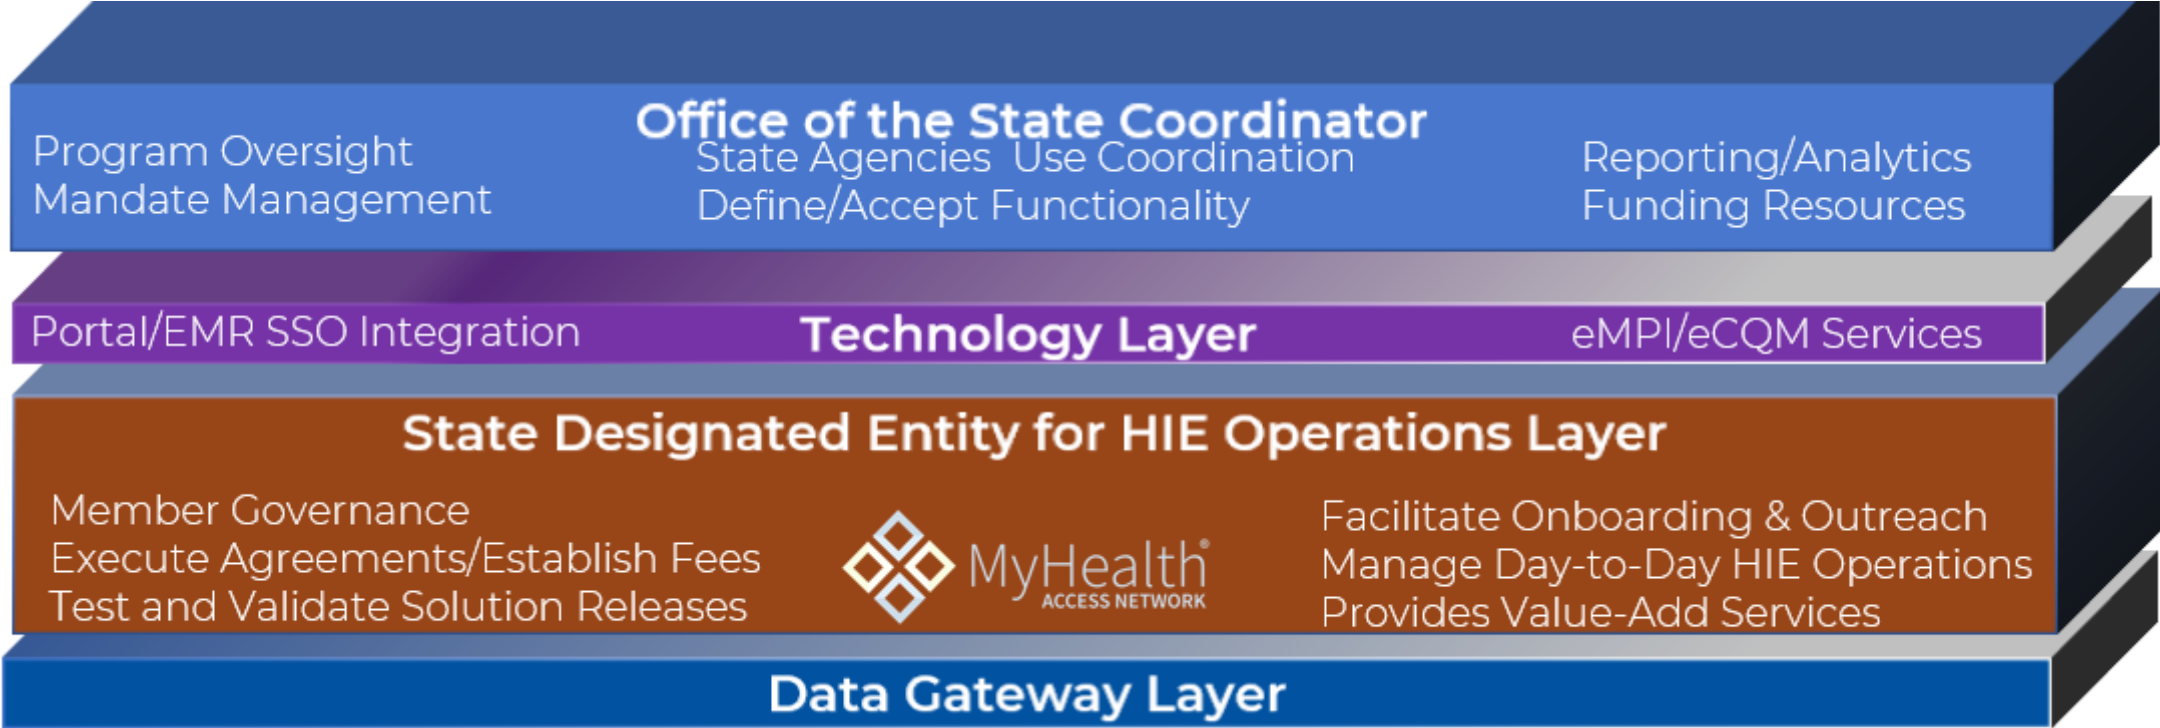 Office of the State Coordinator
Program Oversight
Mandate Management
State Agencies Use Coordination
Define/Accept Functionality
Reporting/Analytics
Funding Resources
Portal/EMR SSO Integration
Technology Layer
eMPI/eCQM Services
State Designated Entity for HIE Operations Layer
Member Governance
Execute Agreements/Establish Fees
Test and Validate Solution Releases
MyHealth®
ACCESS NETWORK
Facilitate Onboarding & Outreach
Manage Day-to-Day HIE Operations
Provides Value-Add Services
Data Gateway Layer